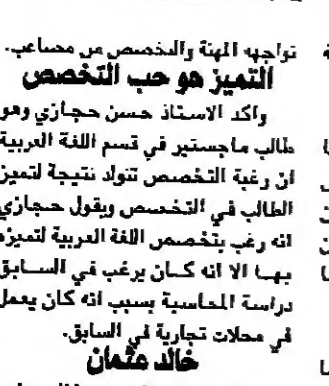 تواجهه المهنة والتخصص من مصاعب.
التميز هو حب التخصص
واكد الاستاذ حسن حجازي وهو
طالب ماجستير في قسم اللغة العربية
ان رغبة التخصص تتولد نتيجة لتميز
الطالب في التخصص ويقول حجازي
انه رغب بتخصص اللغة العربية لتميزه
بها الا انه كان يرغب في السابق
دراسة المحاسبة بسبب انه كان يعمل
في محلات تجارية في السابق.
خالد عثمان